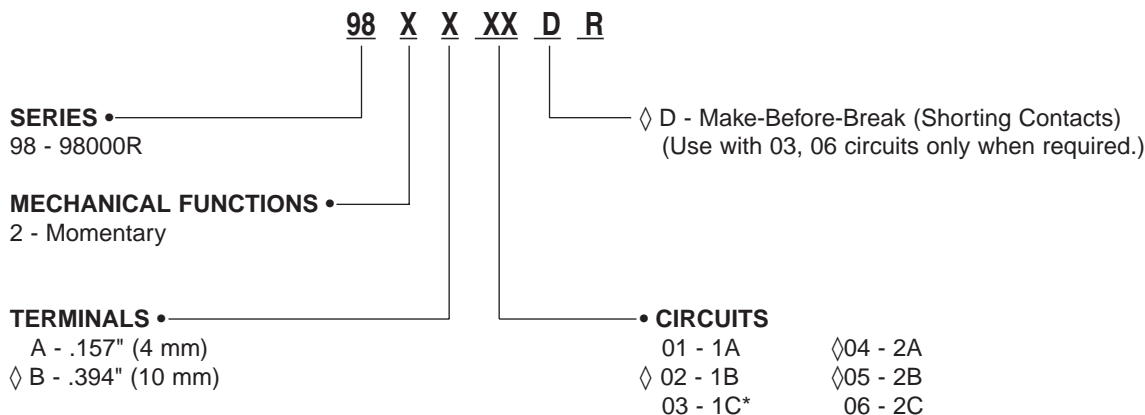 98 X X XX D R
SERIES •
98 - 98000R
◊ D - Make-Before-Break (Shorting Contacts)
(Use with 03, 06 circuits only when required.)
MECHANICAL FUNCTIONS •
2 - Momentary
TERMINALS •
A - .157" (4 mm)
◊ B - .394" (10 mm)
• CIRCUITS
01 - 1A ◊04 - 2A
◊ 02 - 1B ◊05 - 2B
03 - 1C* 06 - 2C